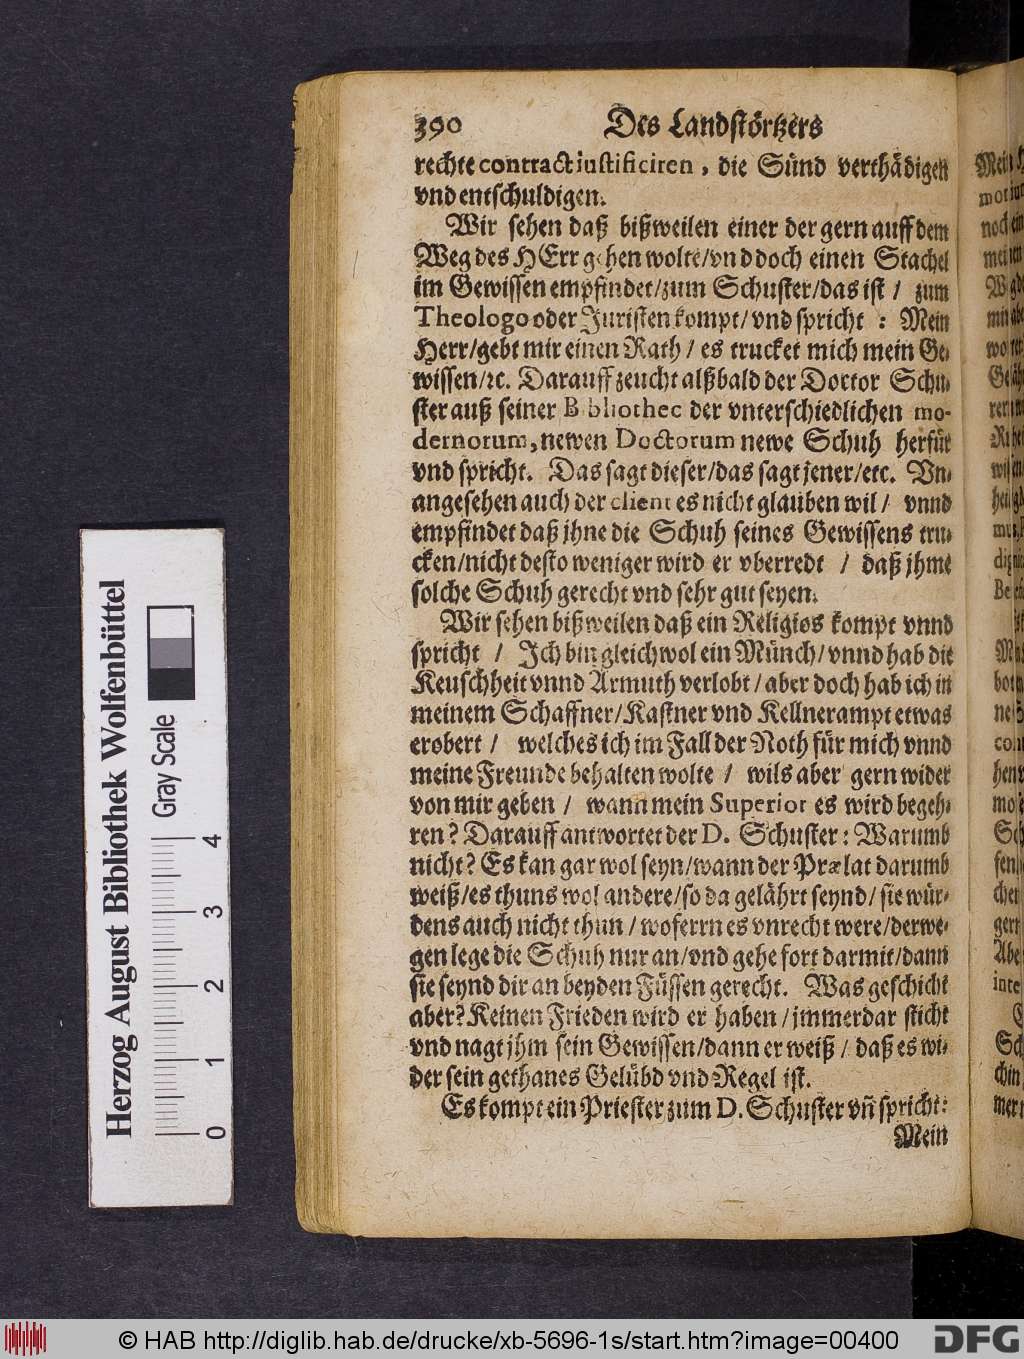 390 Des Landstörtzers
rechte contract iustificiren, die Sünd verthädigen
vnd entschuldigen.
Wir sehen daß bißweilen einer der gern auff dem
Weg des HErr gehen wolte/vnd doch einen Stachel
im Gewissen empfindet/zum Schuster/das ist/ zum
Theologo oder Juristen kompt/vnd spricht: Mein
Herr/gebt mir einen Rath/ es trucket mich mein Ge-
wissen/ꝛc. Darauff zeucht alßbald der Doctor Schu-
ster auß seiner Bibliothec der vnterschiedlichen mo-
dernorum, newen Doctorum newe Schuh herfür
vnd spricht. Das sagt dieser/das sagt jener/etc. Vn-
angesehen auch der client es nicht glauben wil/ vnnd
empfindet daß jhne die Schuh seines Gewissens tru-
cken/nicht desto weniger wird er vberredt / daß jhme
solche Schuh gerecht vnd sehr gut seyen.
Wir sehen bißweilen daß ein Religios kompt vnnd
spricht / Ich bin gleichwol ein Münch/vnnd hab die
Keuschheit vnnd Armuth verlobt/aber doch hab ich in
meinem Schaffner/Kastner vnd Kellnerampt etwas
erobert/ welches ich im Fall der Noth für mich vnnd
meine Freunde behalten wolte / wils aber gern wider
von mir geben / wann mein Superior es wird begeh-
ren? Darauff antwortet der D. Schuster: Warumb
nicht? Es kan gar wol seyn/wann der Prælat darumb
weiß/es thuns wol andere/so da gelährt seynd/sie wür-
dens auch nicht thun/woferrn es vnrecht were/derwe-
gen lege die Schuh nur an/vnd gehe fort darmit/dann
sie seynd dir an beyden Füssen gerecht. Was geschicht
aber? Keinen Frieden wird er haben/jmmerdar sticht
vnd nagt jhm sein Gewissen/dann er weiß/ daß es wi-
der sein gethanes Gelübd vnd Regel ist.
Es kompt ein Priester zum D. Schuster vñ spricht:
Mein
Herzog August Bibliothek Wolfenbüttel
Gray Scale
0 1 2 3 4
© HAB http://diglib.hab.de/drucke/xb-5696-1s/start.htm?image=00400
DFG